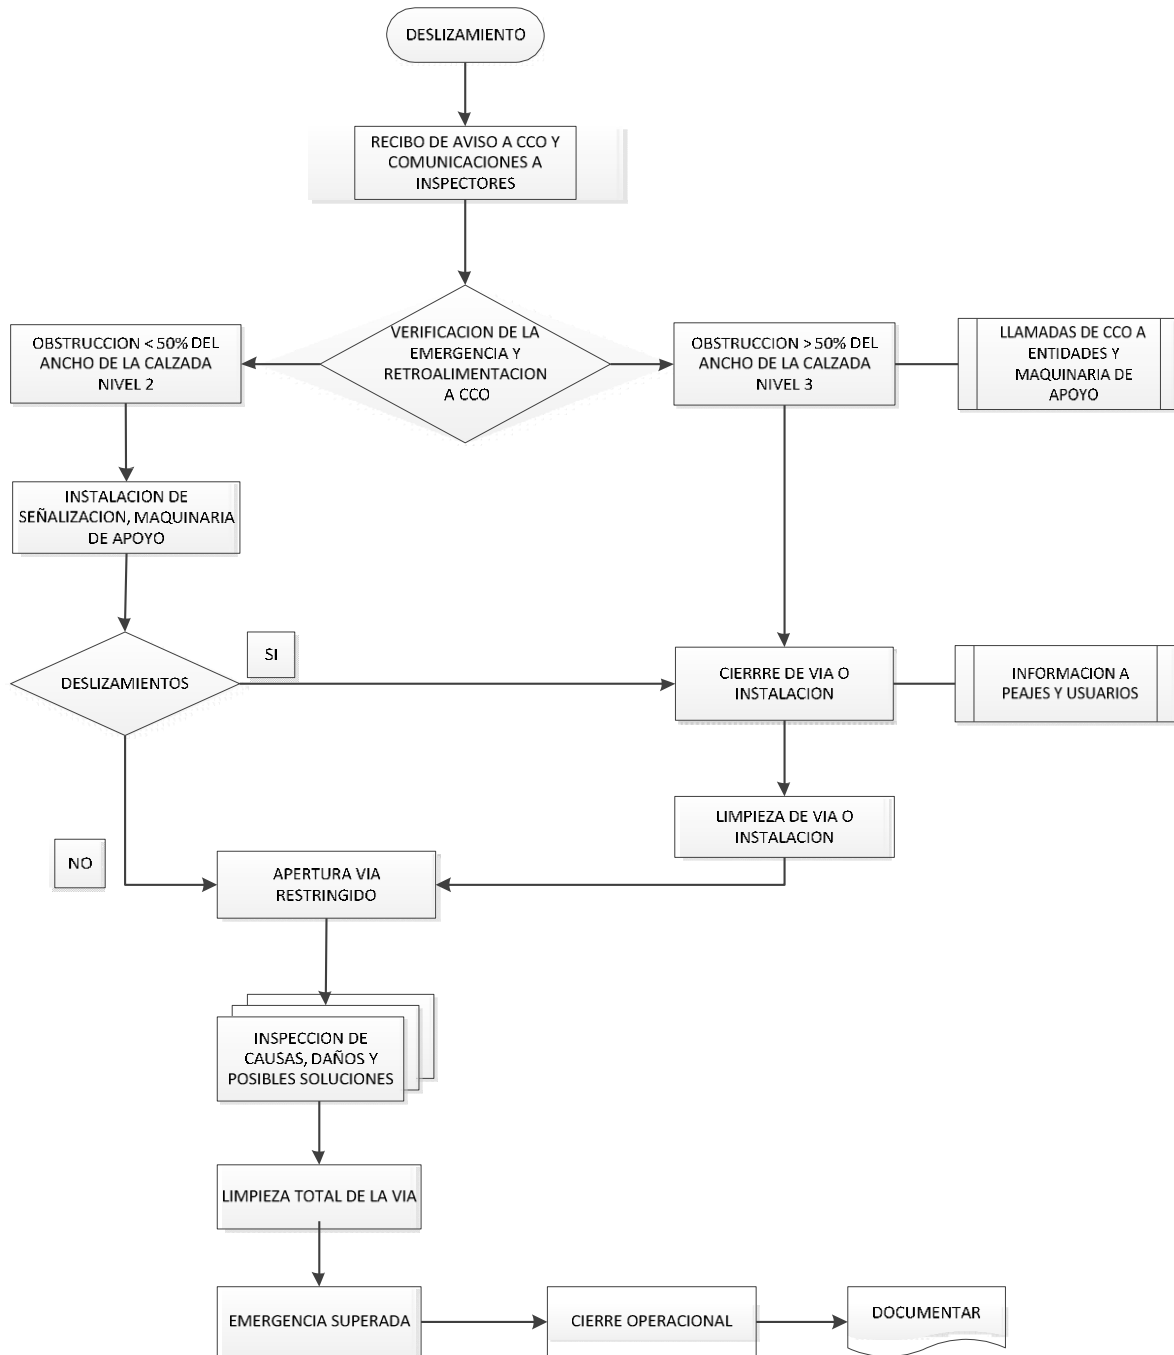 DESLIZAMIENTO
RECIBO DE AVISO A CCO Y
COMUNICACIONES A
INSPECTORES
VERIFICACION DE LA
EMERGENCIA Y
RETROALIMENTACION
A CCO
OBSTRUCCION < 50% DEL
ANCHO DE LA CALZADA
NIVEL 2
OBSTRUCCION > 50% DEL
ANCHO DE LA CALZADA
NIVEL 3
LLAMADAS DE CCO A
ENTIDADES Y
MAQUINARIA DE
APOYO
INSTALACION DE
SEÑALIZACION, MAQUINARIA
DE APOYO
DESLIZAMIENTOS
SI
CIERRRE DE VIA O
INSTALACION
INFORMACION A
PEAJES Y USUARIOS
LIMPIEZA DE VIA O
INSTALACION
NO
APERTURA VIA
RESTRINGIDO
INSPECCION DE
CAUSAS, DAÑOS Y
POSIBLES SOLUCIONES
LIMPIEZA TOTAL DE LA VIA
EMERGENCIA SUPERADA
CIERRE OPERACIONAL
DOCUMENTAR